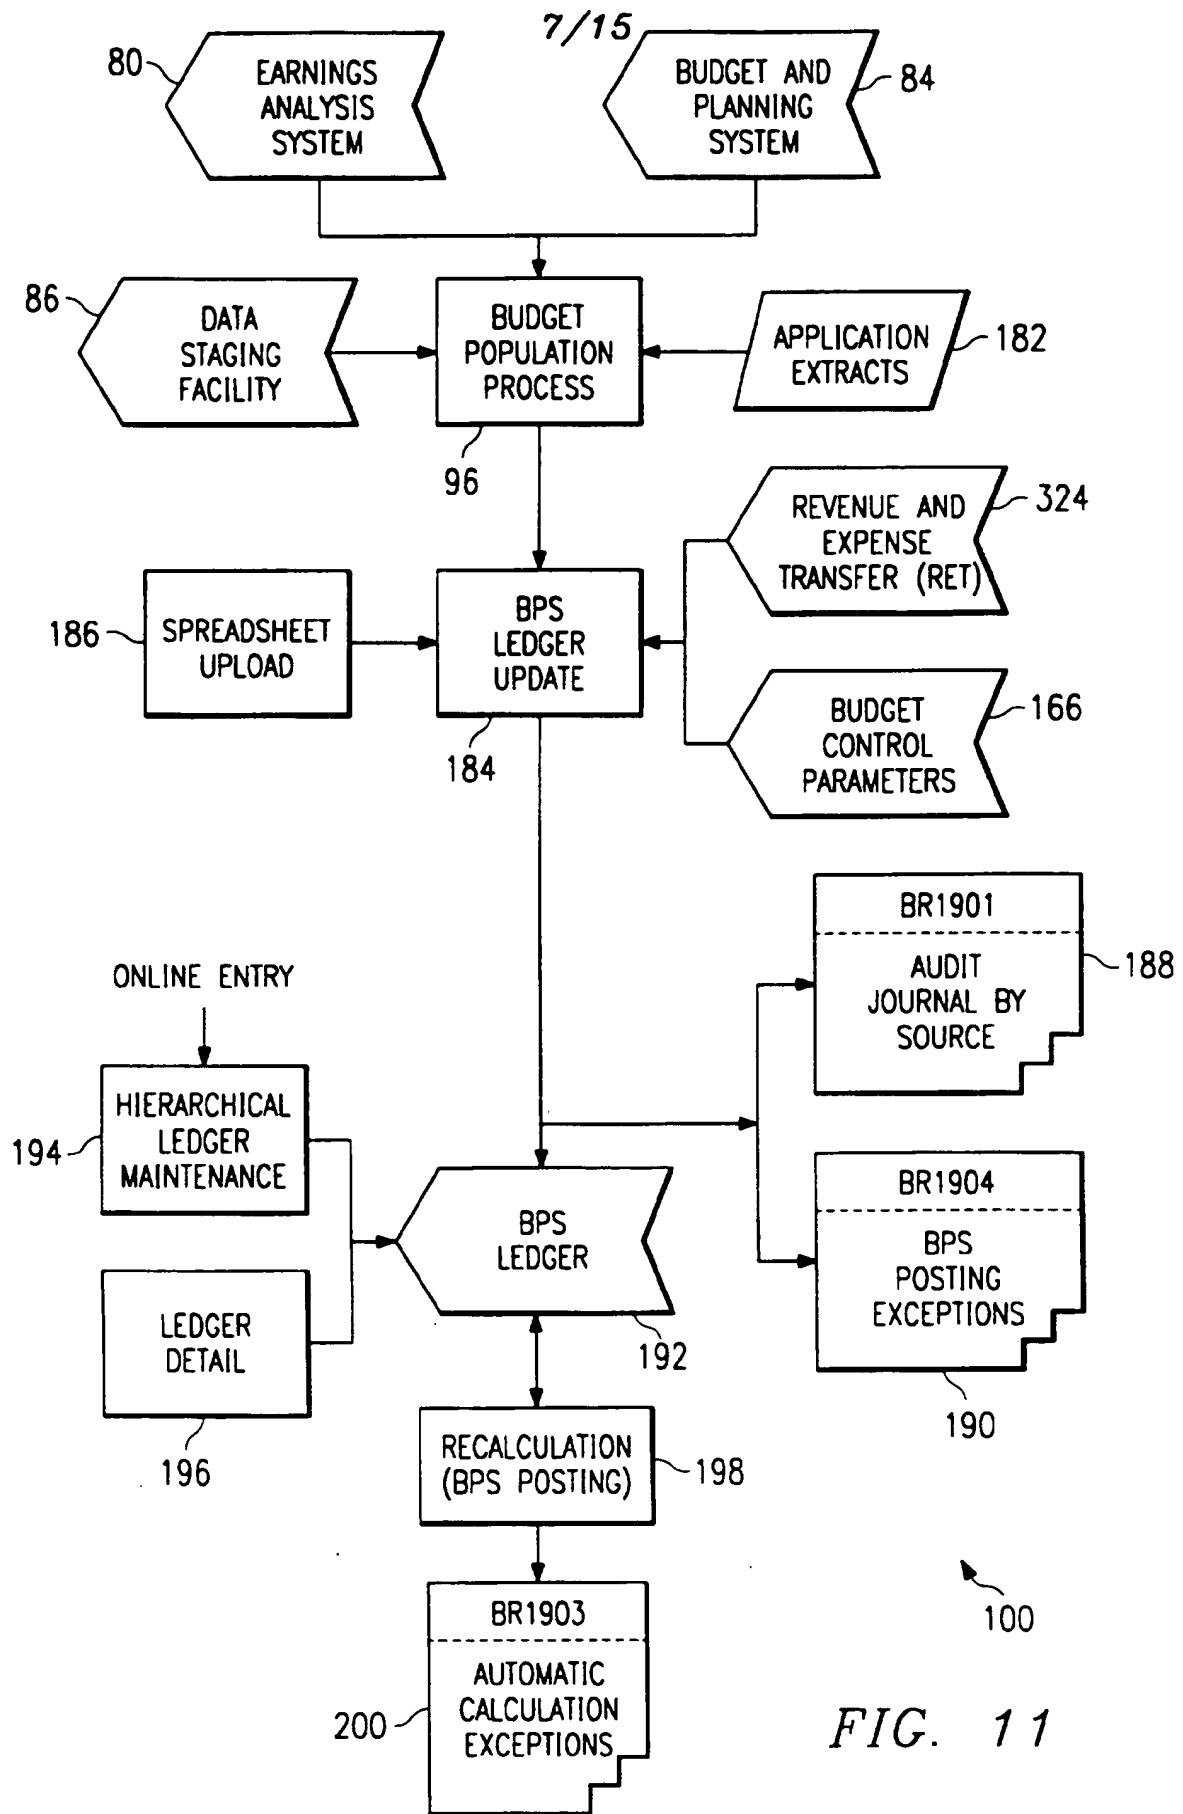 7/15
80
EARNINGS
ANALYSIS
SYSTEM
BUDGET AND
PLANNING
SYSTEM
84
86
DATA
STAGING
FACILITY
BUDGET
POPULATION
PROCESS
96
APPLICATION
EXTRACTS
182
REVENUE AND
EXPENSE
TRANSFER (RET)
324
186
SPREADSHEET
UPLOAD
BPS
LEDGER
UPDATE
184
BUDGET
CONTROL
PARAMETERS
166
BR1901
AUDIT
JOURNAL BY
SOURCE
188
ONLINE ENTRY
194
HIERARCHICAL
LEDGER
MAINTENANCE
BPS
LEDGER
192
BR1904
BPS
POSTING
EXCEPTIONS
190
LEDGER
DETAIL
196
RECALCULATION
(BPS POSTING)
198
BR1903
AUTOMATIC
CALCULATION
EXCEPTIONS
200
100
FIG. 11